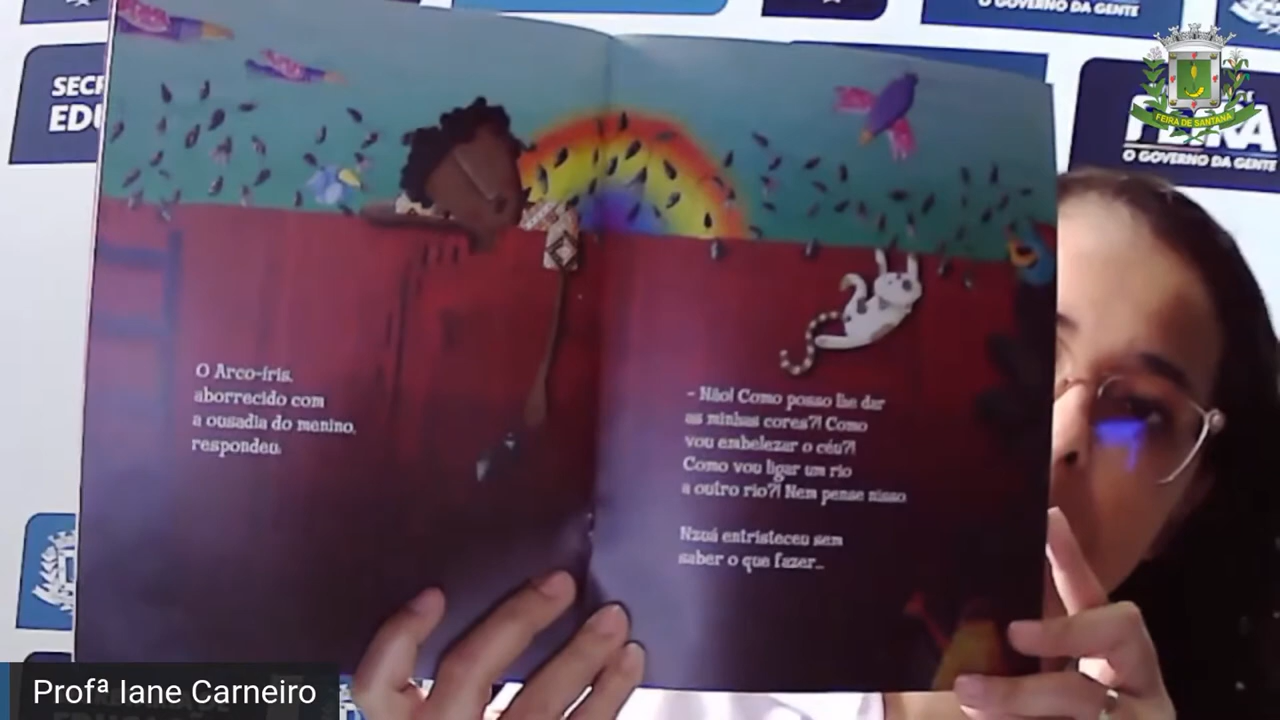 O GOVERNO DA GENTE
FEIRA DE SANTANA
FEIRA
O GOVERNO DA GENTE
O Arco-íris,
aborrecido com
a ousadia do menino,
respondeu:
- Não! Como posso lhe dar
as minhas cores?! Como
vou embelezar o céu?!
Como vou ligar um rio
a outro rio?! Nem pense nisso
Nzuá entristeceu sem
saber o que fazer...
Profª Iane Carneiro